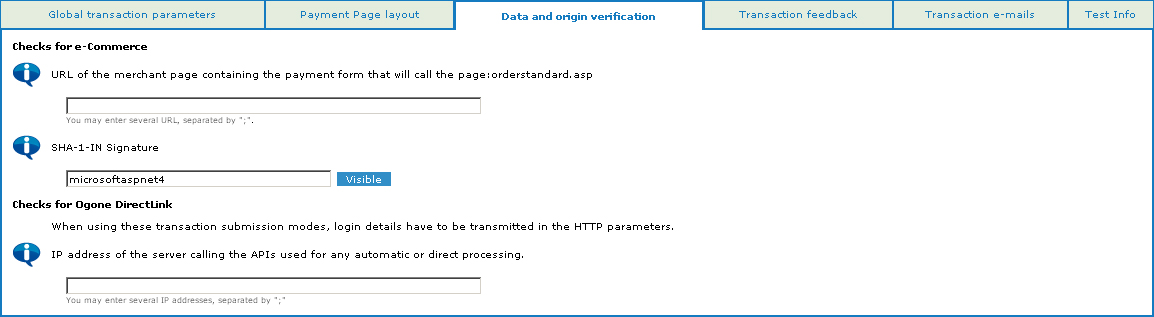 Global transaction parameters
Payment Page layout
Data and origin verification
Transaction feedback
Transaction e-mails
Test Info
Checks for e-Commerce
URL of the merchant page containing the payment form that will call the page:orderstandard.asp
You may enter several URL, separated by ";".
SHA-1-IN Signature
microsoftaspnet4
Visible
Checks for Ogone DirectLink
When using these transaction submission modes, login details have to be transmitted in the HTTP parameters.
IP address of the server calling the APIs used for any automatic or direct processing.
You may enter several IP addresses, separated by ";"